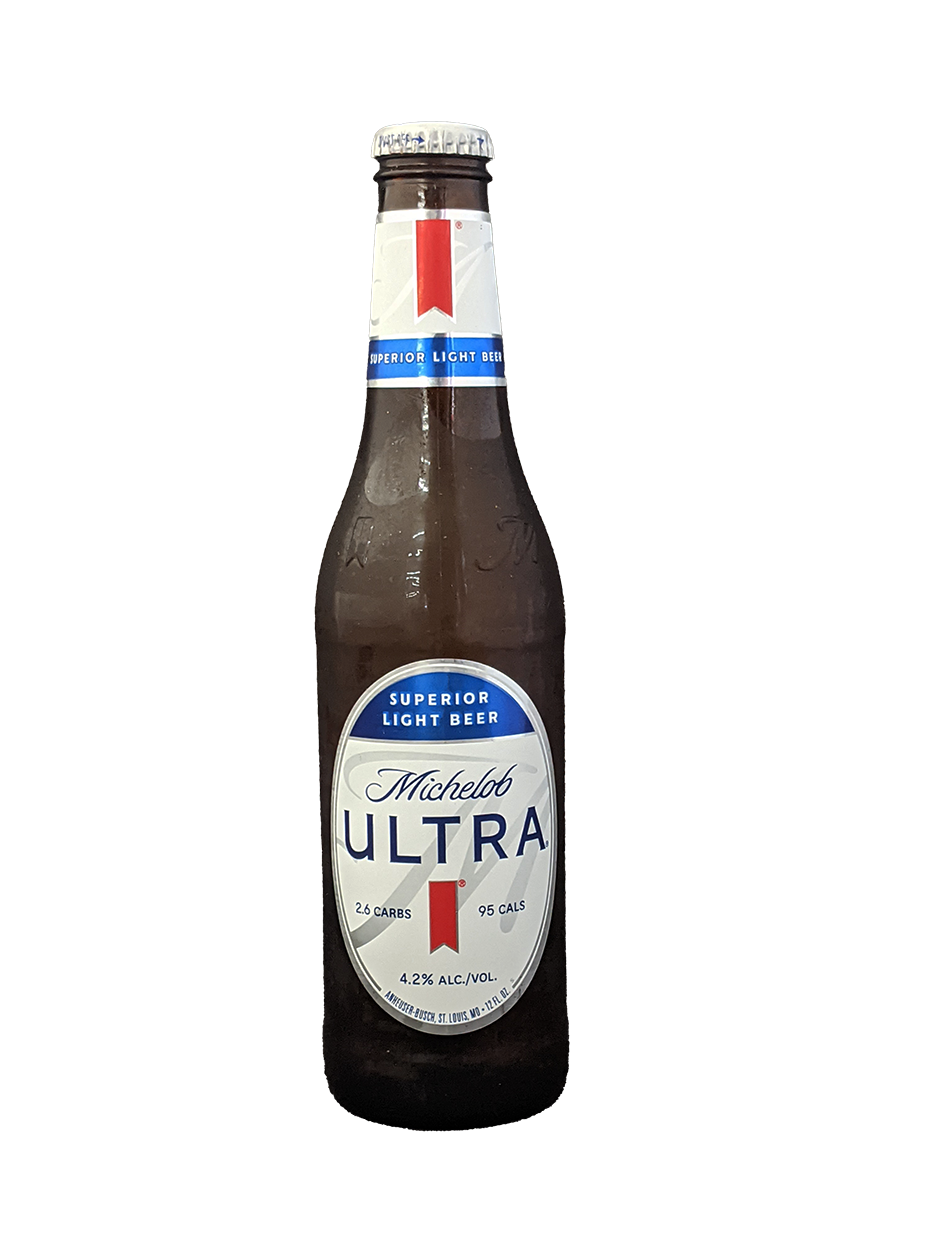 SUPERIOR LIGHT BEER
SUPERIOR
LIGHT BEER
Michelob
ULTRA
2.6 CARBS
95 CALS
4.2% ALC./VOL.
ANHEUSER-BUSCH, ST. LOUIS, MO • 12 FL. OZ.